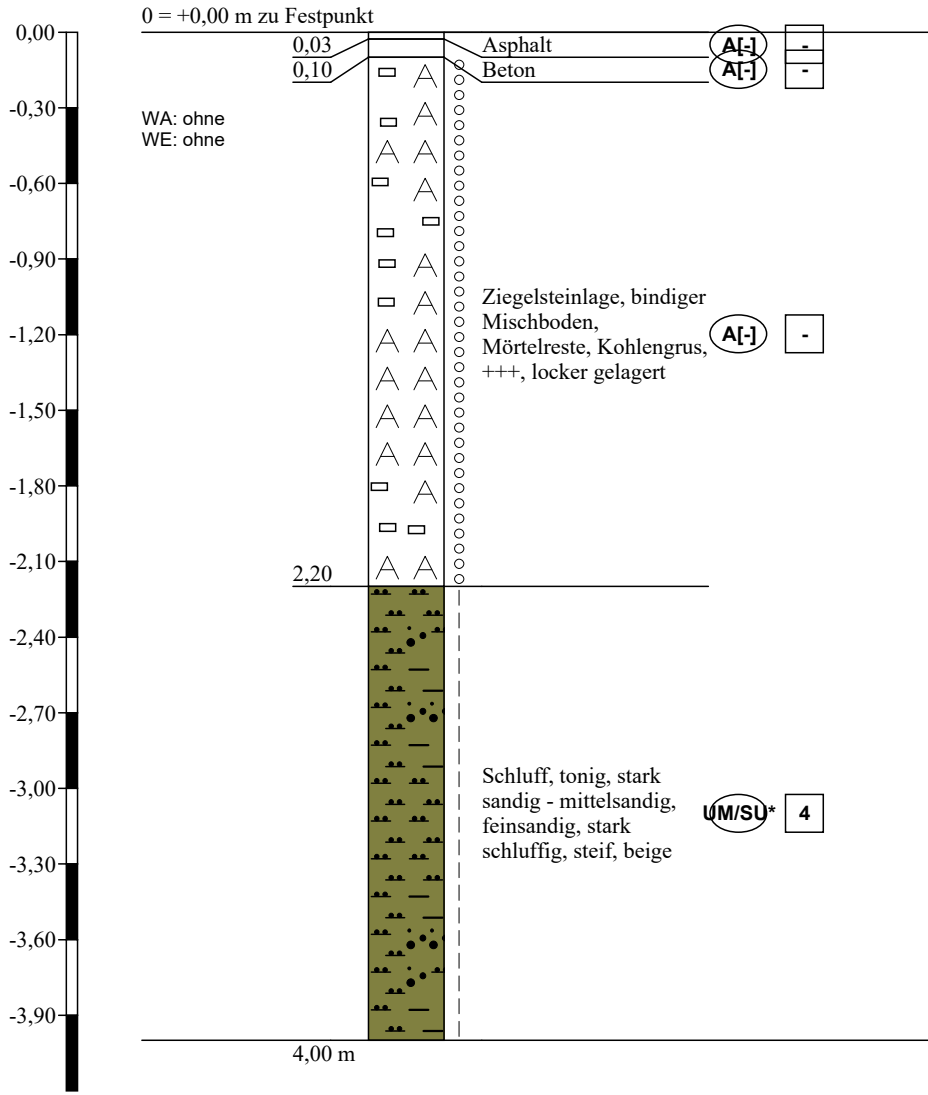 0 = +0,00 m zu Festpunkt
0,00
0,03 Asphalt A[-] -
0,10 Beton A[-] -
-0,30
WA: ohne
WE: ohne
-0,60
-0,90
Ziegelsteinlage, bindiger
Mischboden,
Mörtelreste, Kohlengrus,
+++, locker gelagert
A[-] -
-1,20
-1,50
-1,80
-2,10
2,20
-2,40
-2,70
-3,00
Schluff, tonig, stark
sandig - mittelsandig,
feinsandig, stark
schluffig, steif, beige
UM/SU* 4
-3,30
-3,60
-3,90
4,00 m